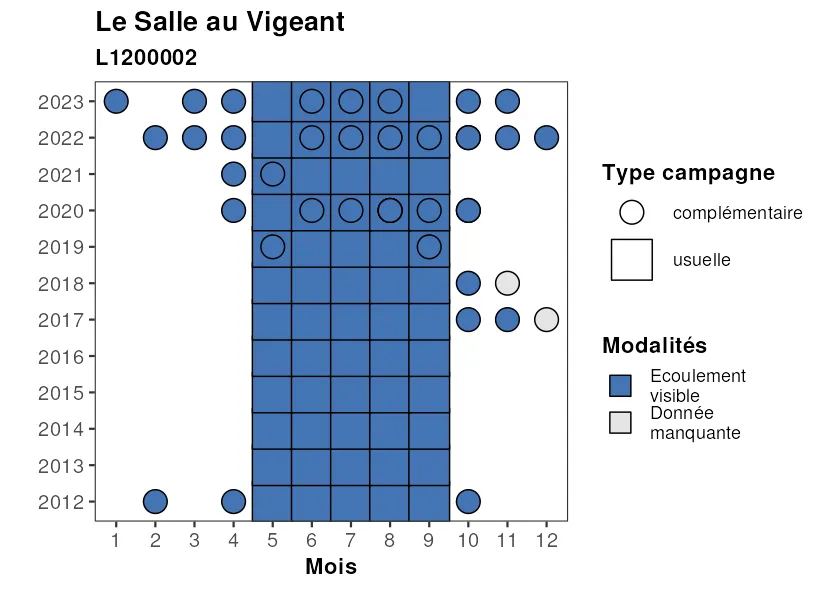 Le Salle au Vigeant
L1200002
2023
2022
2021
2020
2019
2018
2017
2016
2015
2014
2013
2012
1 2 3 4 5 6 7 8 9 10 11 12
Mois
Type campagne
complémentaire
usuelle
Modalités
Ecoulement
visible
Donnée
manquante